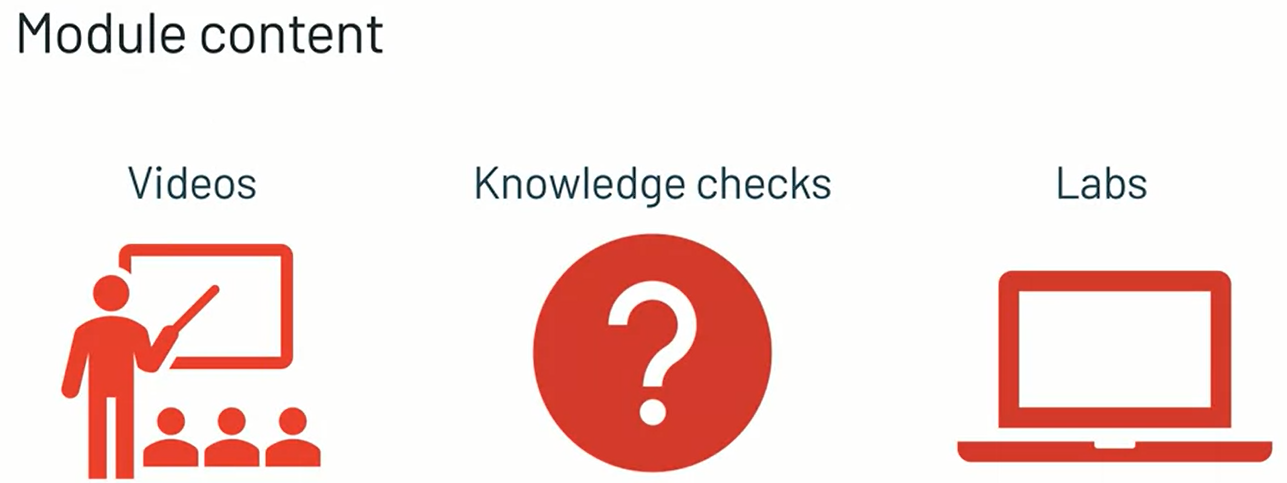 Module content
Videos
Knowledge checks
Labs
?